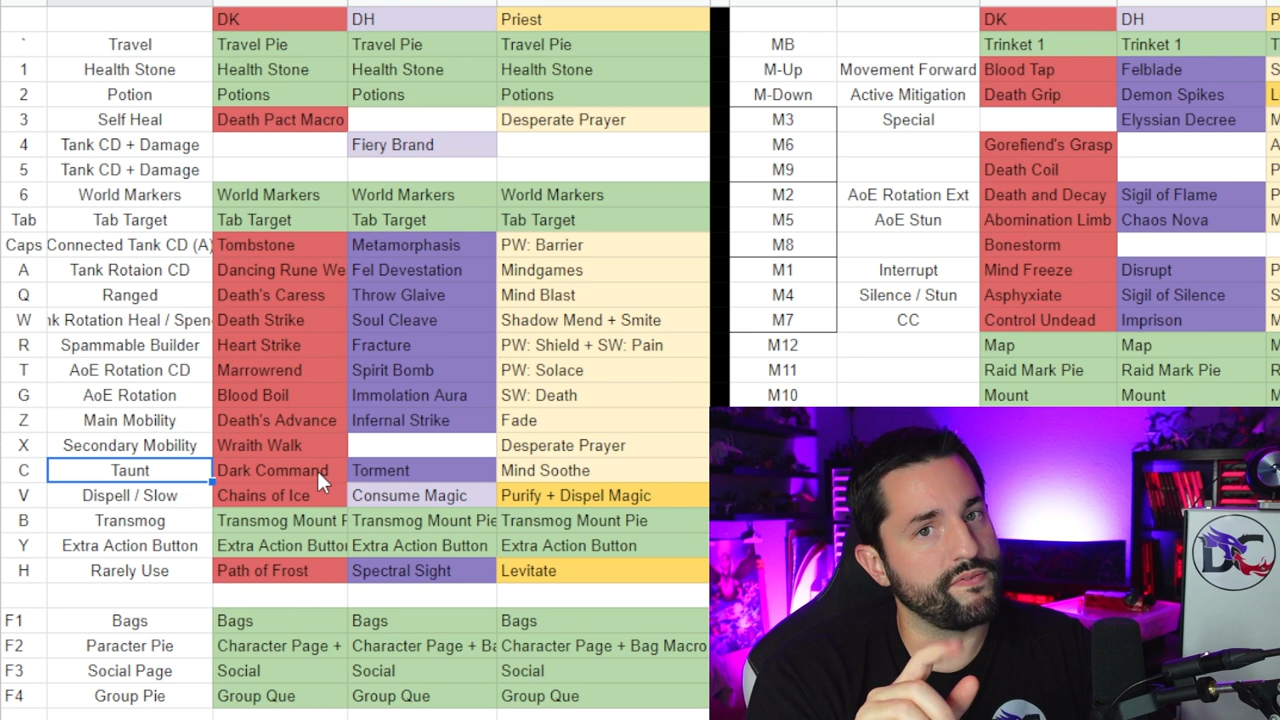 DK DH Priest
` Travel Travel Pie Travel Pie Travel Pie
1 Health Stone Health Stone Health Stone Health Stone
2 Potion Potions Potions Potions
3 Self Heal Death Pact Macro Desperate Prayer
4 Tank CD + Damage Fiery Brand
5 Tank CD + Damage
6 World Markers World Markers World Markers World Markers
Tab Tab Target Tab Target Tab Target Tab Target
Caps Connected Tank CD (A) Tombstone Metamorphasis PW: Barrier
A Tank Rotaion CD Dancing Rune We Fel Devestation Mindgames
Q Ranged Death's Caress Throw Glaive Mind Blast
W nk Rotation Heal / Spen Death Strike Soul Cleave Shadow Mend + Smite
R Spammable Builder Heart Strike Fracture PW: Shield + SW: Pain
T AoE Rotation CD Marrowrend Spirit Bomb PW: Solace
G AoE Rotation Blood Boil Immolation Aura SW: Death
Z Main Mobility Death's Advance Infernal Strike Fade
X Secondary Mobility Wraith Walk Desperate Prayer
C Taunt Dark Command Torment Mind Soothe
V Dispell / Slow Chains of Ice Consume Magic Purify + Dispel Magic
B Transmog Transmog Mount P Transmog Mount Pie Transmog Mount Pie
Y Extra Action Button Extra Action Button Extra Action Button Extra Action Button
H Rarely Use Path of Frost Spectral Sight Levitate
F1 Bags Bags Bags Bags
F2 Paracter Pie Character Page + Character Page + Ba Character Page + Bag Macro
F3 Social Page Social Social Social
F4 Group Pie Group Que Group Que Group Que
DK DH P
MB Trinket 1 Trinket 1 T
M-Up Movement Forward Blood Tap Felblade S
M-Down Active Mitigation Death Grip Demon Spikes L
M3 Special Elyssian Decree M
M6 Gorefiend's Grasp A
M9 Death Coil P
M2 AoE Rotation Ext Death and Decay Sigil of Flame P
M5 AoE Stun Abomination Limb Chaos Nova P
M8 Bonestorm
M1 Interrupt Mind Freeze Disrupt P
M4 Silence / Stun Asphyxiate Sigil of Silence S
M7 CC Control Undead Imprison M
M12 Map Map M
M11 Raid Mark Pie Raid Mark Pie R
M10 Mount Mount M
DC